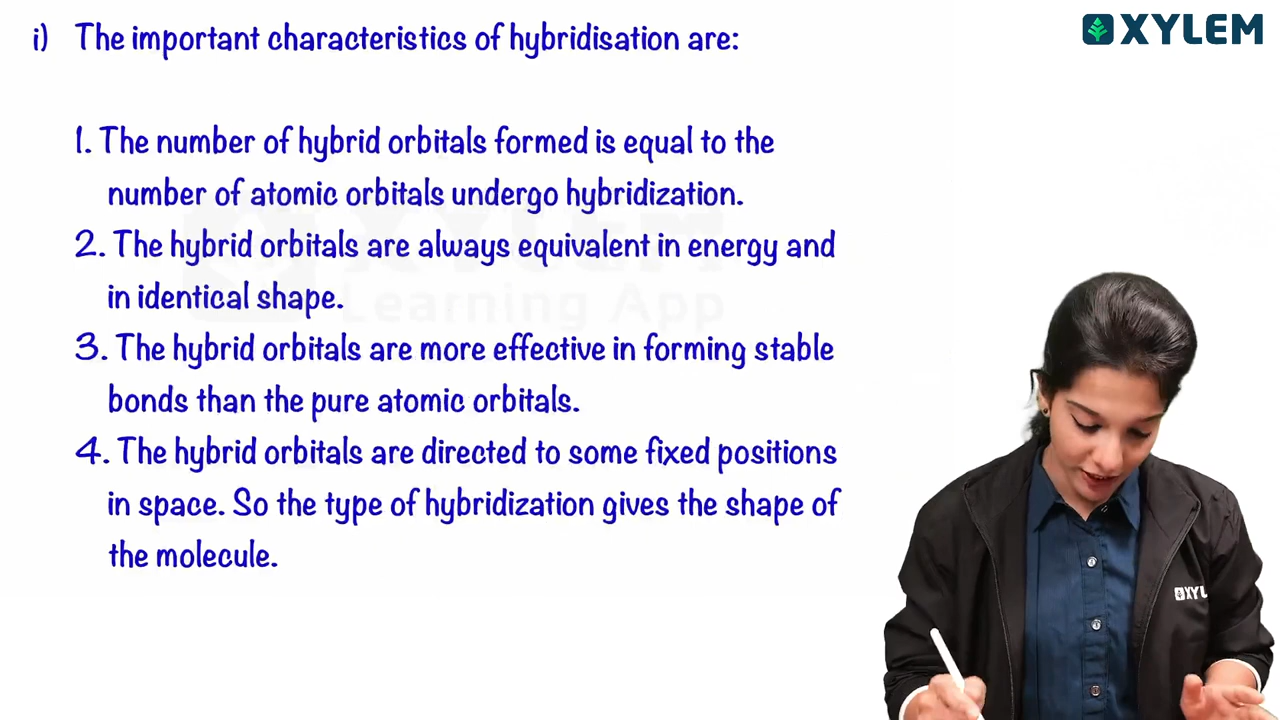 i) The important characteristics of hybridisation are:
XYLEM
1. The number of hybrid orbitals formed is equal to the
number of atomic orbitals undergo hybridization.
2. The hybrid orbitals are always equivalent in energy and
in identical shape.
XYLEM
Learning App
3. The hybrid orbitals are more effective in forming stable
bonds than the pure atomic orbitals.
4. The hybrid orbitals are directed to some fixed positions
in space. So the type of hybridization gives the shape of
the molecule.
XYL